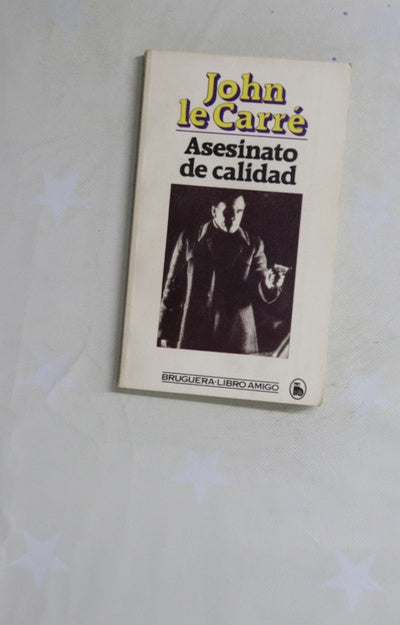 John
le Carré
Asesinato
de calidad
BRUGUERA·LIBRO AMIGO